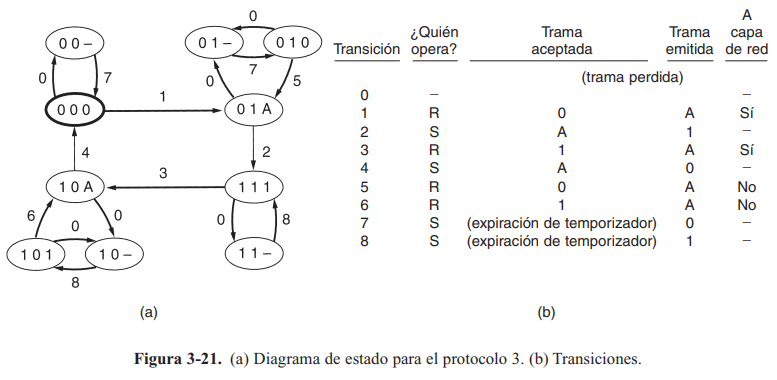 0
0 0 –
0 1 –
0 1 0
7
0
7
0
5
0 0 0
1
0 1 A
4
2
3
1 0 A
1 1 1
6
0
0
0
8
1 0 1
1 0 –
1 1 –
8
(a)
Transición ¿Quién opera? Trama aceptada Trama emitida A capa de red
(trama perdida)
0 – –
1 R 0 A Sí
2 S A 1 –
3 R 1 A Sí
4 S A 0 –
5 R 0 A No
6 R 1 A No
7 S (expiración de temporizador) 0 –
8 S (expiración de temporizador) 1 –
(b)
Figura 3-21. (a) Diagrama de estado para el protocolo 3. (b) Transiciones.